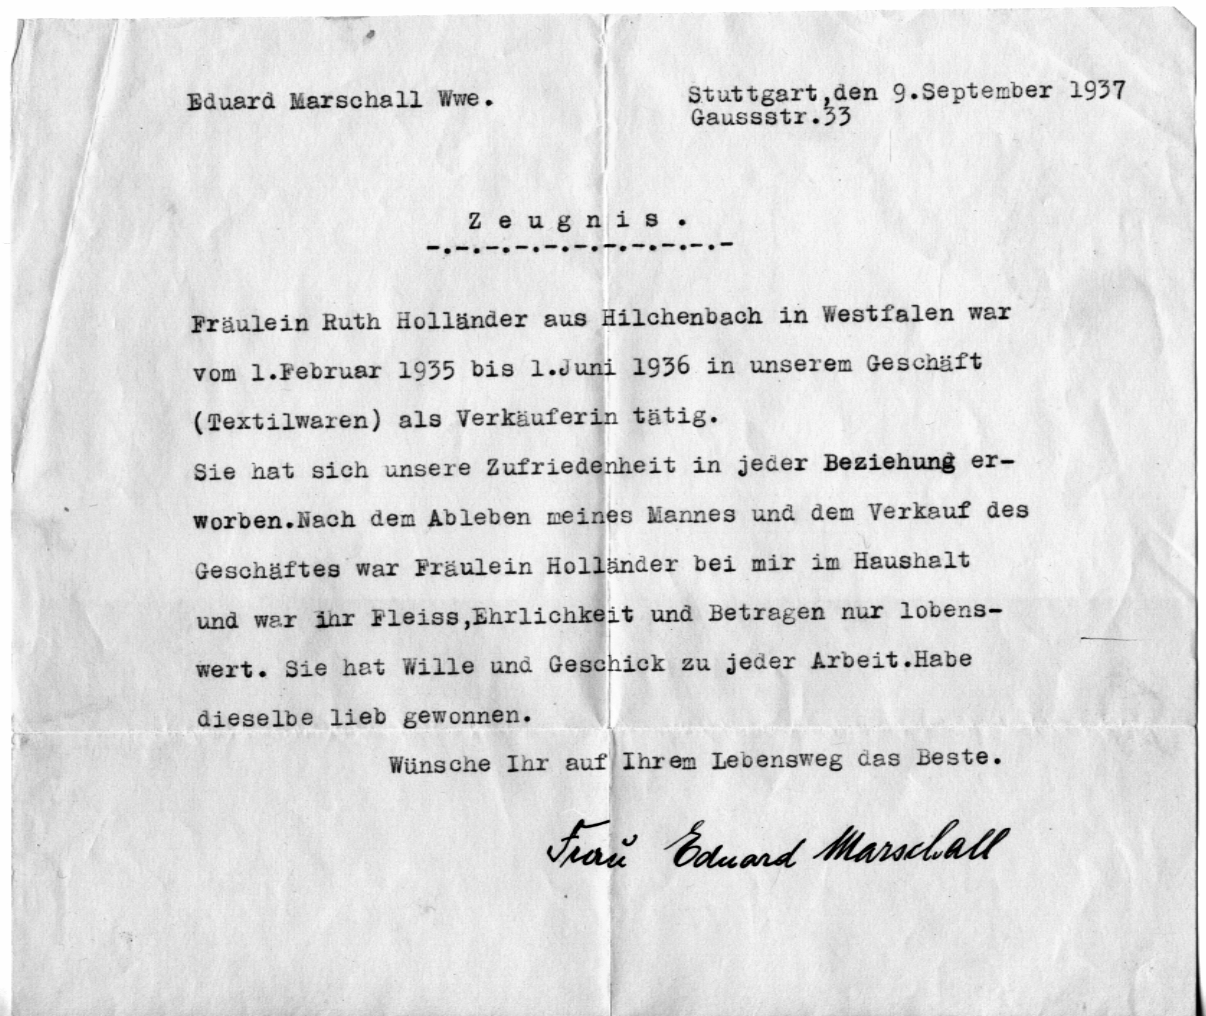 Eduard Marschall Wwe.
Stuttgart,den 9.September 1937
Gaussstr.33
Zeugnis.
-.-.-.-.-.-.-.-.-.-.-
Fräulein Ruth Holländer aus Hilchenbach in Westfalen war
vom 1.Februar 1935 bis 1.Juni 1936 in unserem Geschäft
(Textilwaren) als Verkäuferin tätig.
Sie hat sich unsere Zufriedenheit in jeder Beziehung er-
worben.Nach dem Ableben meines Mannes und dem Verkauf des
Geschäftes war Fräulein Holländer bei mir im Haushalt
und war ihr Fleiss,Ehrlichkeit und Betragen nur lobens-
wert. Sie hat Wille und Geschick zu jeder Arbeit.Habe
dieselbe lieb gewonnen.
Wünsche Ihr auf Ihrem Lebensweg das Beste.
Frau Eduard Marschall